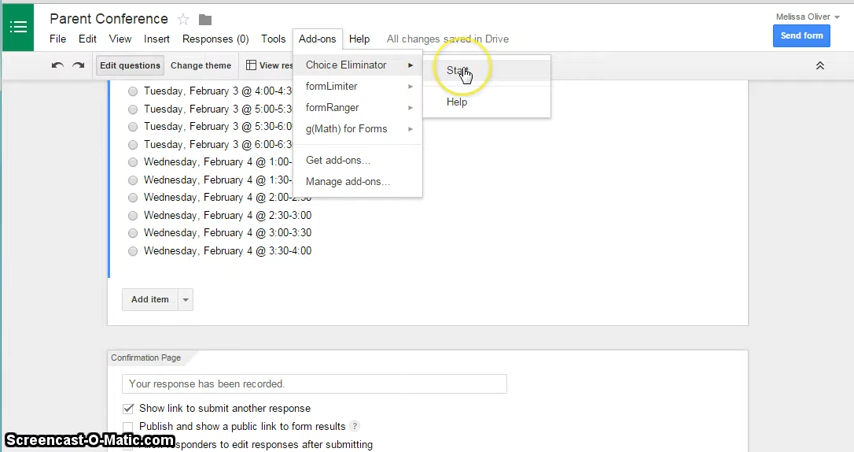 Parent Conference
Melissa Oliver
File Edit View Insert Responses (0) Tools Add-ons Help All changes saved in Drive
Send form
Edit questions Change theme View res
Choice Eliminator
formLimiter
formRanger
g(Math) for Forms
Get add-ons…
Manage add-ons…
Start
Help
Tuesday, February 3 @ 4:00-4:3
Tuesday, February 3 @ 5:00-5:
Tuesday, February 3 @ 5:30-6:0
Tuesday, February 3 @ 6:00-6:
Wednesday, February 4 @ 1:00-
Wednesday, February 4 @ 1:30-
Wednesday, February 4 @ 2:00-2:30
Wednesday, February 4 @ 2:30-3:00
Wednesday, February 4 @ 3:00-3:30
Wednesday, February 4 @ 3:30-4:00
Add item
Confirmation Page
Your response has been recorded.
Show link to submit another response
Publish and show a public link to form results ?
responders to edit responses after submitting
Screencast-O-Matic.com